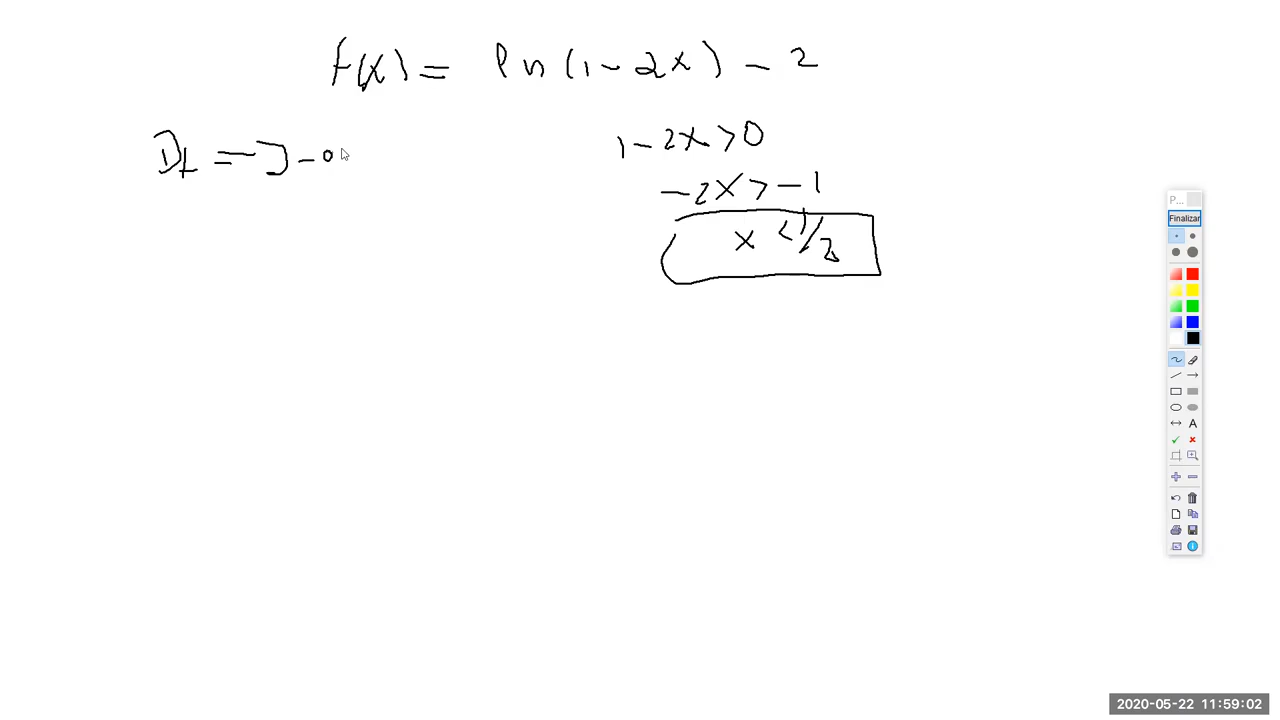 f(x) = ln(1-2x) - 2
Df = ]-∞
1-2x>0
-2x>-1
x <1/2
P...
Finalizar
A
2020-05-22 11:59:02